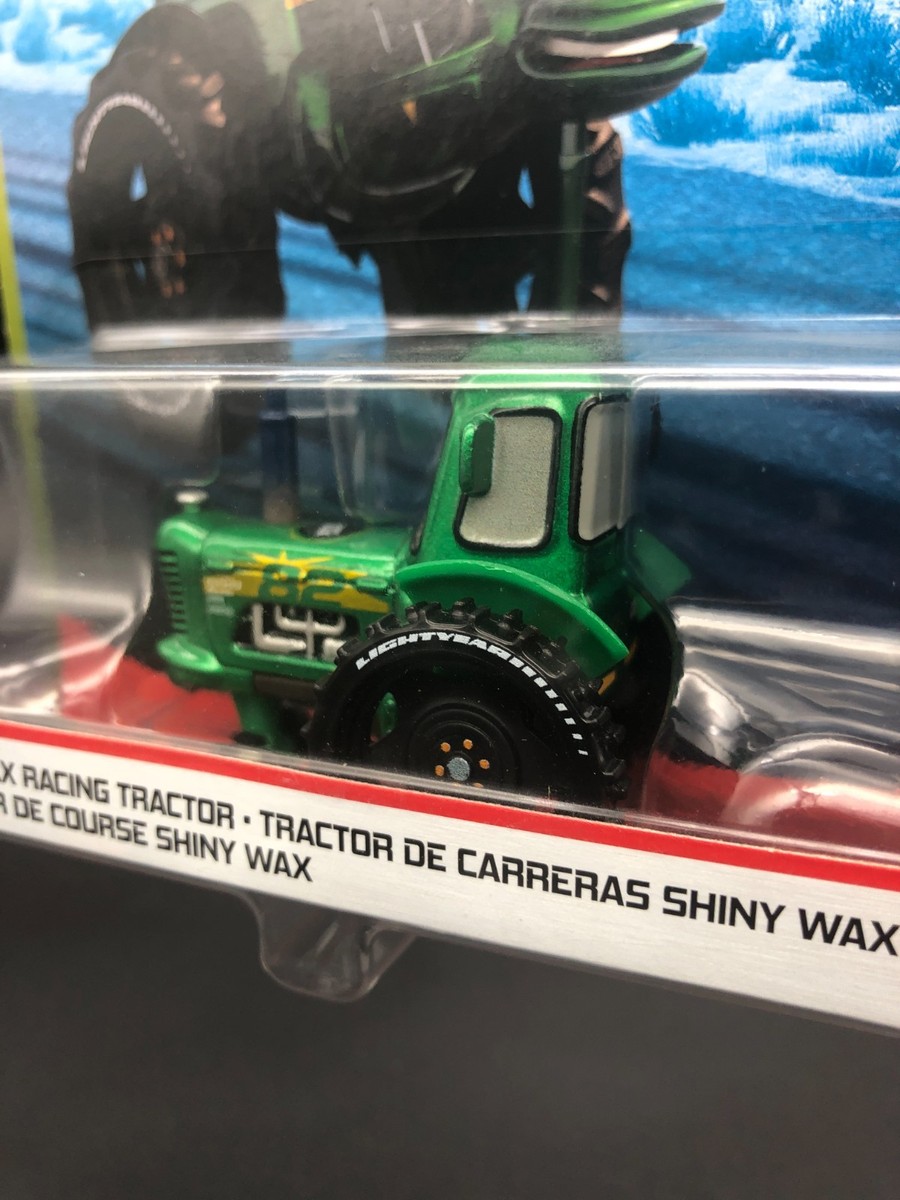 82
LIGHTYEAR
X RACING TRACTOR • TRACTOR DE CARRERAS SHINY WAX
R DE COURSE SHINY WAX